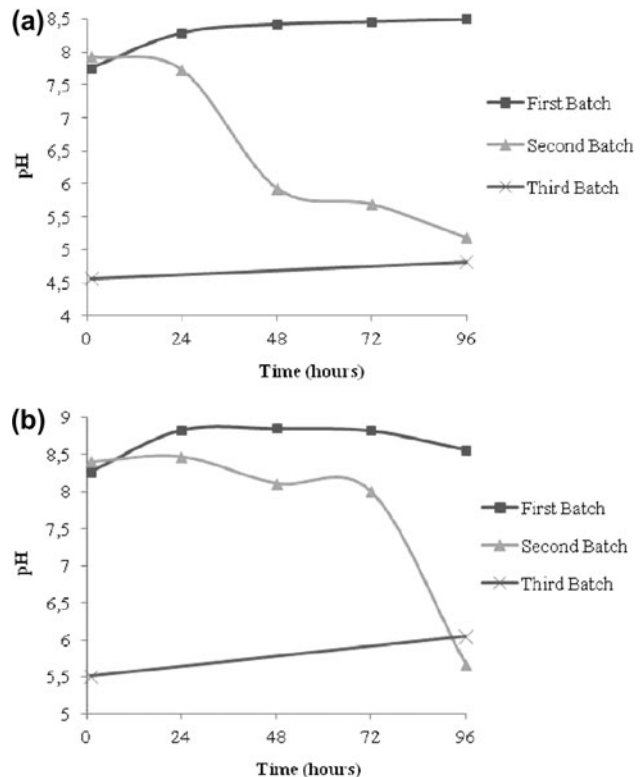 (a)
8,5
8
7,5
7
6,5
6
5,5
5
4,5
4
pH
0 24 48 72 96
Time (hours)
First Batch
Second Batch
Third Batch
(b)
9
8,5
8
7,5
7
6,5
6
5,5
5
pH
0 24 48 72 96
Time (hours)
First Batch
Second Batch
Third Batch